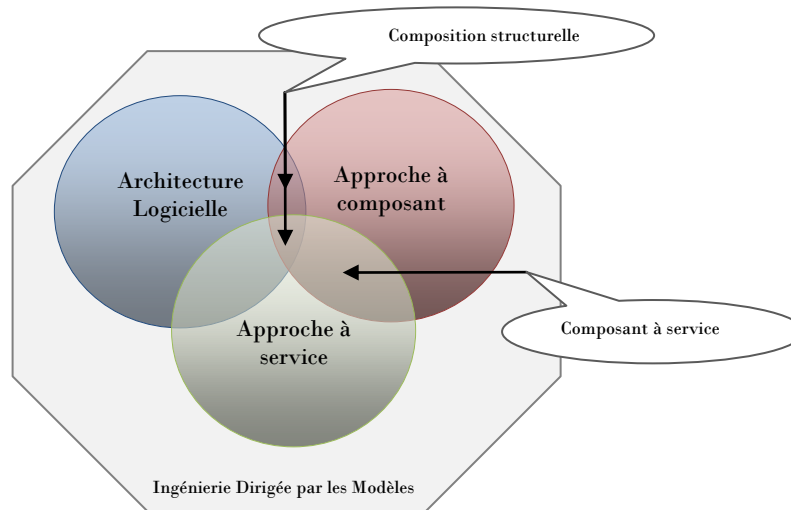 Composition structurelle
Architecture
Logicielle
Approche à
composant
Approche à
service
Composant à service
Ingénierie Dirigée par les Modèles